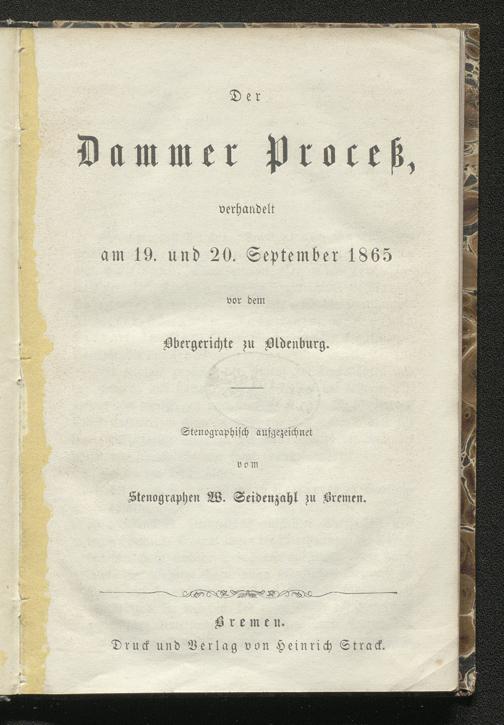 Der
Dammer Proceß,
verhandelt
am 19. und 20. September 1865
vor dem
Obergerichte zu Oldenburg.
Stenographisch aufgezeichnet
vom
Stenographen W. Seidenzahl zu Bremen.
Bremen.
Druck und Verlag von Heinrich Strack.